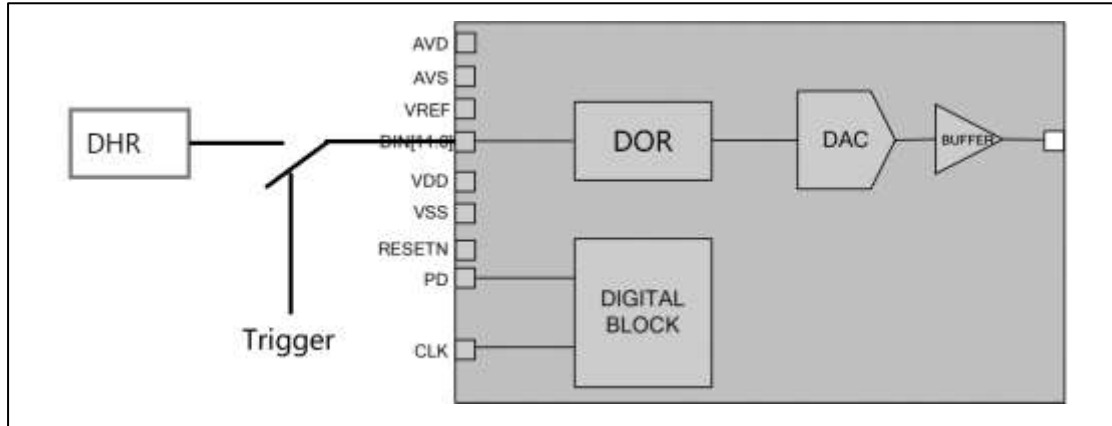 AVD
AVS
VREF
DHR
DIN[11:0]
DOR
DAC
BUFFER
VDD
VSS
RESETN
PD
DIGITAL
BLOCK
Trigger
CLK